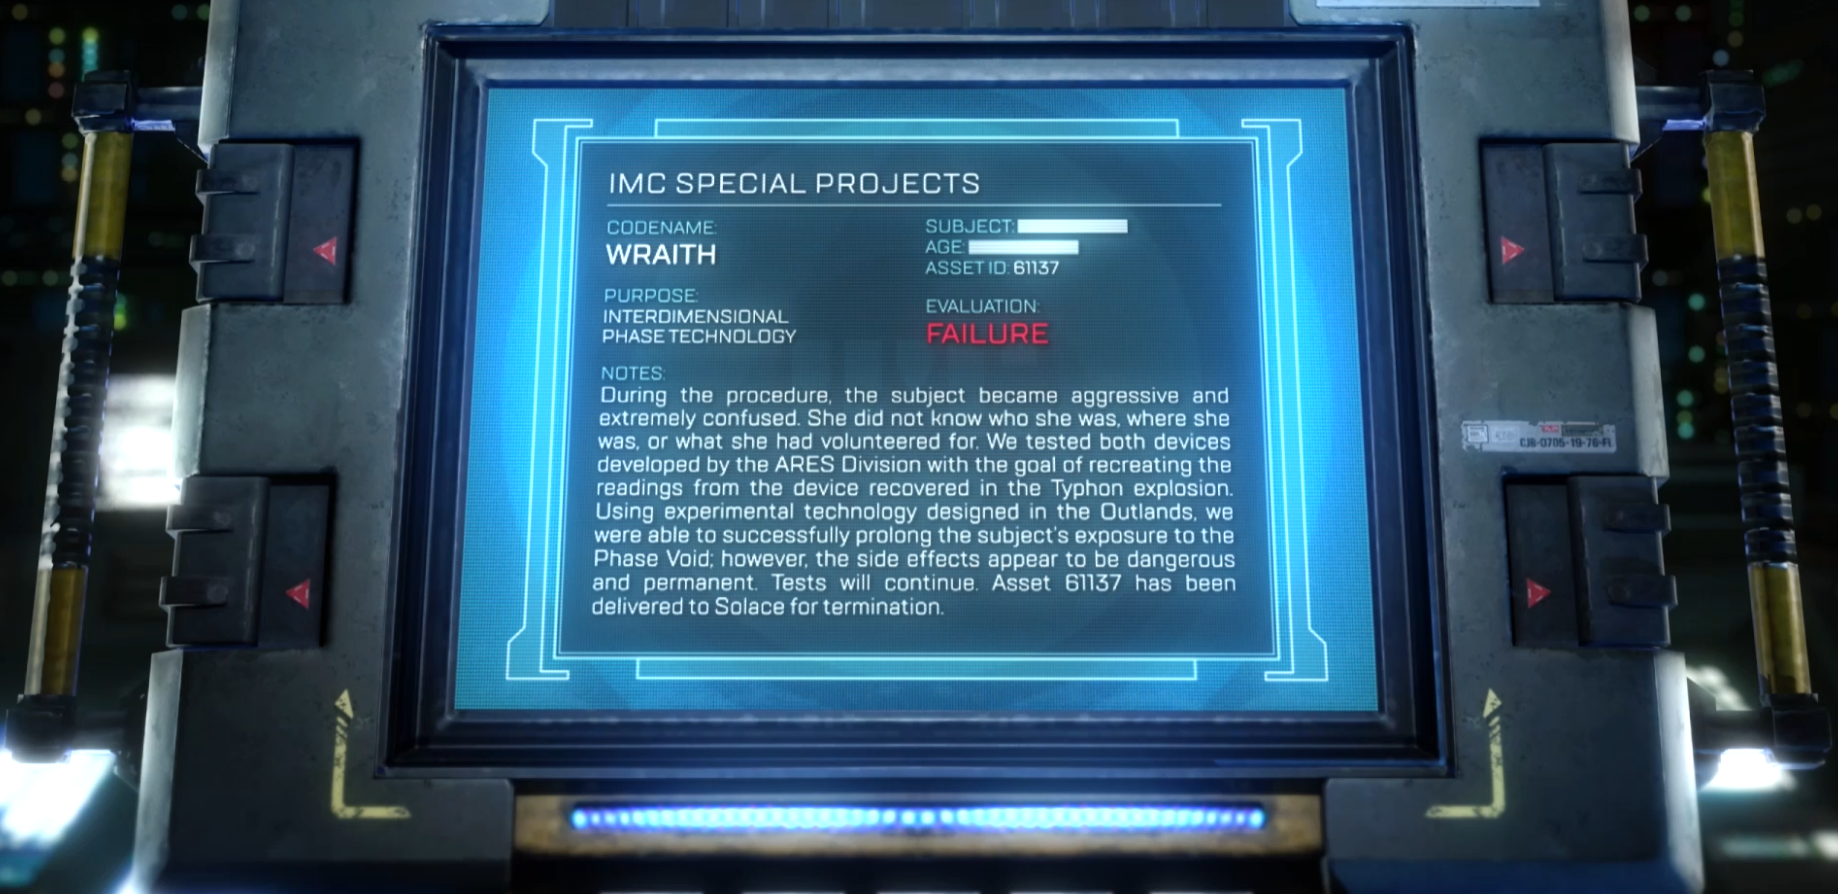 IMC SPECIAL PROJECTS
CODENAME:
WRAITH
SUBJECT:
AGE:
ASSET ID: 61137
PURPOSE:
INTERDIMENSIONAL
PHASE TECHNOLOGY
EVALUATION:
FAILURE
NOTES:
During the procedure, the subject became aggressive and
extremely confused. She did not know who she was, where she
was, or what she had volunteered for. We tested both devices
developed by the ARES Division with the goal of recreating the
readings from the device recovered in the Typhon explosion.
Using experimental technology designed in the Outlands, we
were able to successfully prolong the subject's exposure to the
Phase Void; however, the side effects appear to be dangerous
and permanent. Tests will continue. Asset 61137 has been
delivered to Solace for termination.